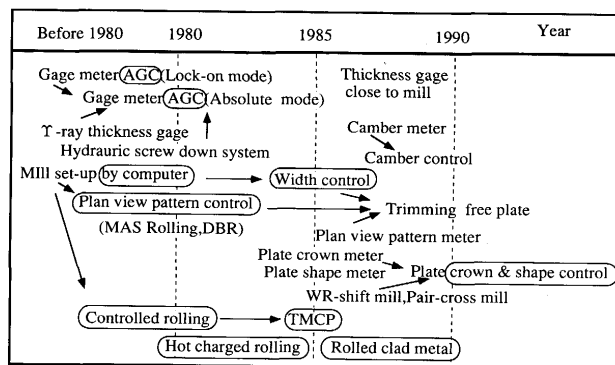 Before 1980 1980 1985 1990 Year
Gage meter AGC (Lock-on mode)
Thickness gage
close to mill
Gage meter AGC (Absolute mode)
ϒ-ray thickness gage
Hydrauric screw down system
Camber meter
Camber control
MIll set-up by computer
Width control
Plan view pattern control
Trimming free plate
(MAS Rolling,DBR)
Plan view pattern meter
Plate crown meter
Plate shape meter
Plate crown & shape control
WR-shift mill,Pair-cross mill
Controlled rolling
TMCP
Hot charged rolling
Rolled clad metal